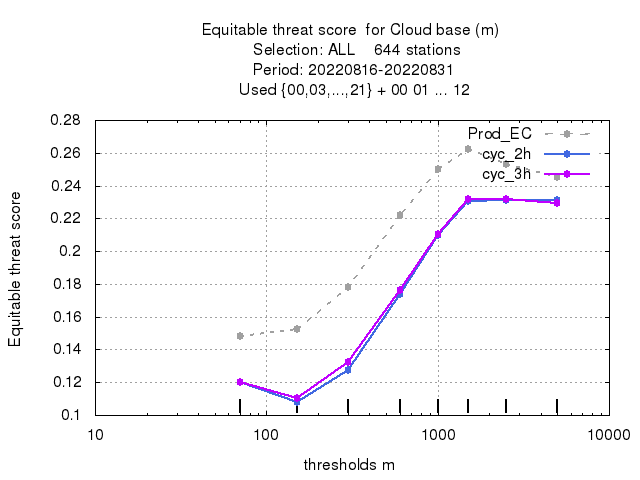 Equitable threat score  for Cloud base (m)
Selection: ALL    644 stations
Period: 20220816-20220831
Used {00,03,...,21} + 00 01 ... 12
Equitable threat score
0.28
0.26
0.24
0.22
0.2
0.18
0.16
0.14
0.12
0.1
Prod_EC
cyc_2h
cyc_3h
10
100
1000
10000
thresholds m